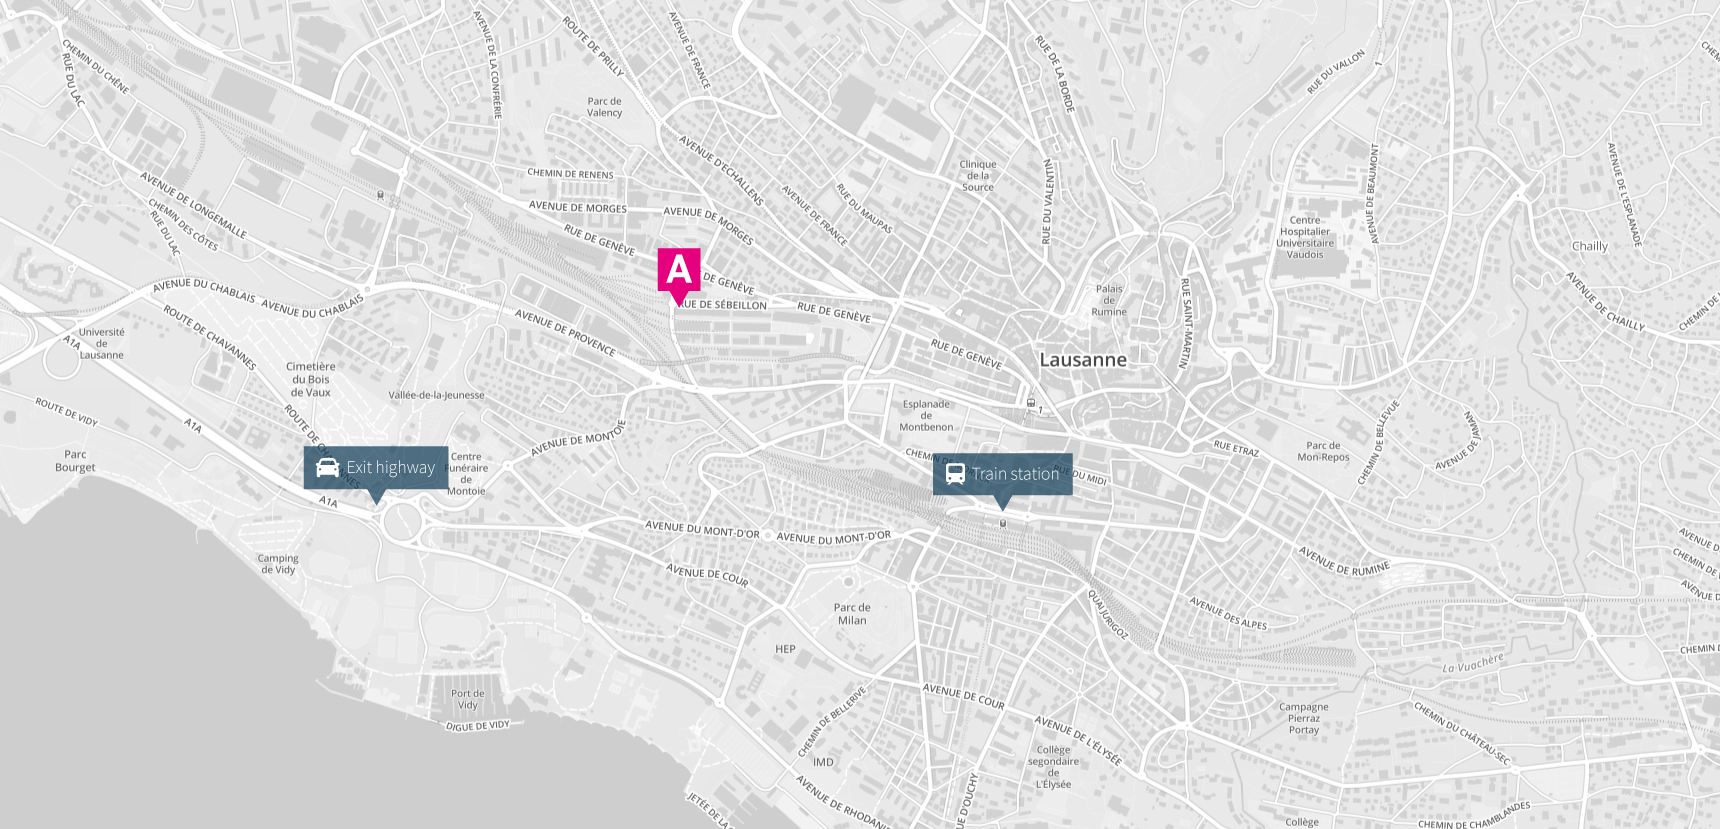 CHEMIN DU CHÊNE
RUE DU LAC
AVENUE DE LA CONFRÉRIE
ROUTE DE PRILLY
AVENUE DE FRANCE
RUE DE LA BORDE
RUE DU VALLON
1
Parc de
Valency
AVENUE D'ECHALLENS
CHEMIN DE RENENS
AVENUE DE MORGES
AVENUE DE MORGES
AVENUE DE FRANCE
RUE DU MAUPAS
Clinique
de la
Source
RUE DU VALENTIN
AVENUE DE BEAUMONT
AVENUE DE L'ESPLANADE
AVENUE DE LONGEMALLE
CHEMIN DES CÔTES
RUE DU LAC
RUE DE GENÈVE
Centre
Hospitalier
Universitaire
Vaudois
Chailly
A
DE GENÈVE
RUE DE SÉBEILLON
RUE DE GENÈVE
AVENUE DU CHABLAIS
AVENUE DU CHABLAIS
ROUTE DE CHAVANNES
AVENUE DE PROVENCE
Palais
de
Rumine
RUE SAINT-MARTIN
AVENUE DE CHAILLY
Université
de
Lausanne
A1A
Cimetière
du Bois
de Vaux
Vallée-de-la-Jeunesse
RUE DE GENÈVE
Lausanne
ROUTE DE VIDY
A1A
AVENUE DE MONTOIE
Esplanade
de
Montbenon
1
CHEMIN DE BELLEVUE
AVENUE DE JAMAN
RUE ETRAZ
Parc de
Mon-Repos
Parc
Bourget
Exit highway
Centre
Funéraire
de
Montoie
Train station
RUE DU MIDI
A1A
AVENUE DU MONT-D'OR
AVENUE DU MONT-D'OR
AVENUE DE COUR
AVENUE DE RUMINE
Camping
de Vidy
Parc de
Milan
HEP
QUAI JURIGOZ
AVENUE DES ALPES
La Vuachère
Port de
Vidy
DIGUE DE VIDY
AVENUE DE COUR
CHEMIN DE BELLERIVE
AVENUE DE L'ÉLYSÉE
Campagne
Pierraz
Portay
CHEMIN DU CHÂTEAU-SEC
IMD
Collège
segondaire
de
L'Élysée
AVENUE DE RHODANIE
D'OUCHY
JETÉE DE LA
Collège
CHEMIN DE CHAMBLANDES